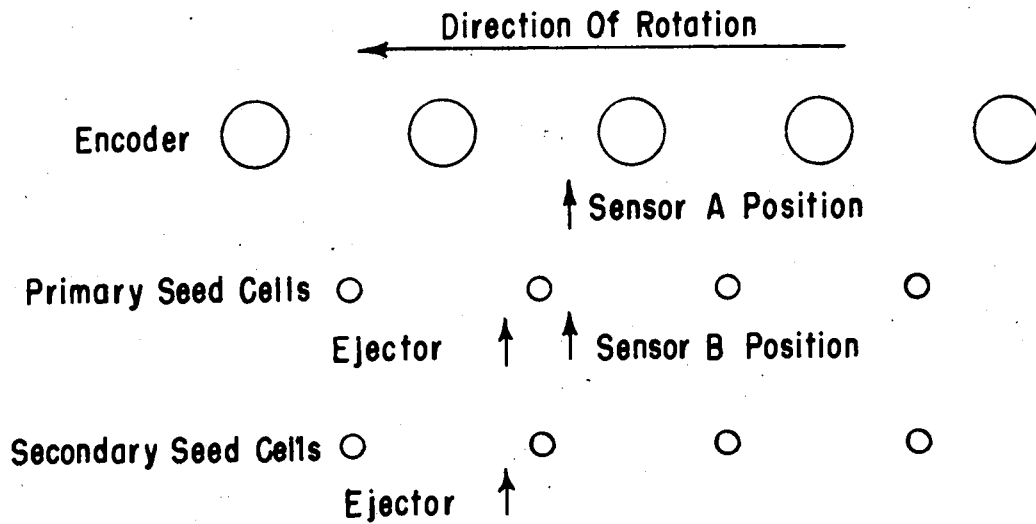 Direction Of Rotation
Encoder
Sensor A Position
Primary Seed Cells
Ejector
Sensor B Position
Secondary Seed Cells
Ejector